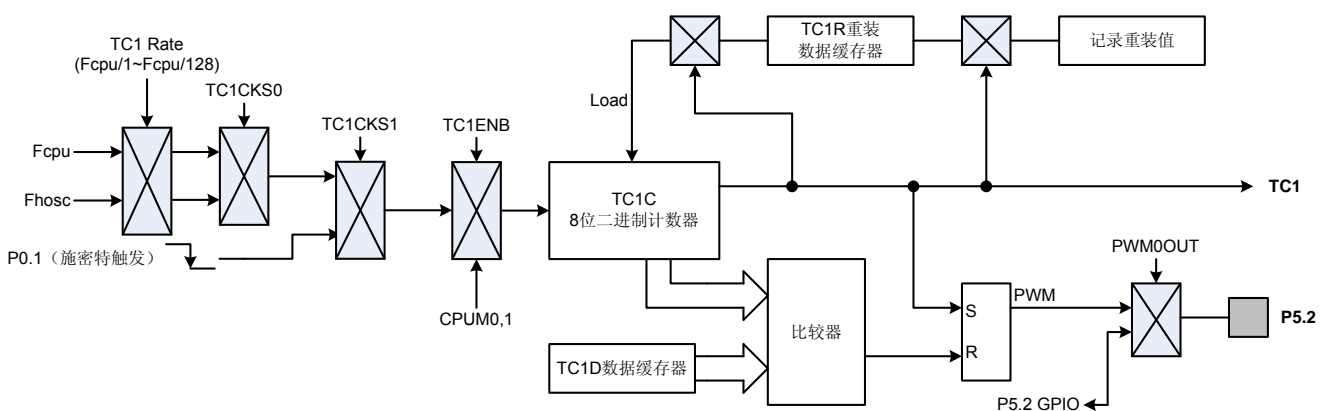 TC1 Rate
(Fcpu/1~Fcpu/128)
TC1CKS0
TC1CKS1
TC1ENB
Fcpu
Fhosc
P0.1（施密特触发）
CPUM0,1
Load
TC1R重装
数据缓存器
记录重装值
TC1C
8位二进制计数器
TC1
TC1D数据缓存器
比较器
S
R
PWM
PWM0OUT
P5.2
P5.2 GPIO